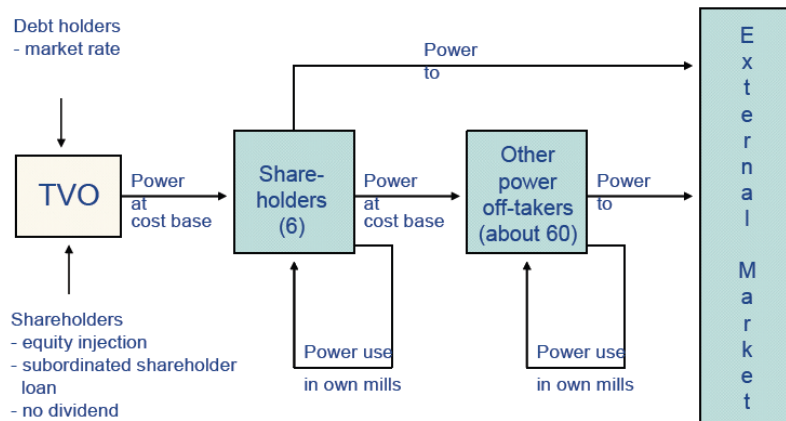 Debt holders
- market rate
TVO
Shareholders
- equity injection
- subordinated shareholder
loan
- no dividend
Power
at
cost base
Share-
holders
(6)
Power
to
Power
at
cost base
Power use
in own mills
Other
power
off-takers
(about 60)
Power
to
Power use
in own mills
E
x
t
e
r
n
a
l
M
a
r
k
e
t